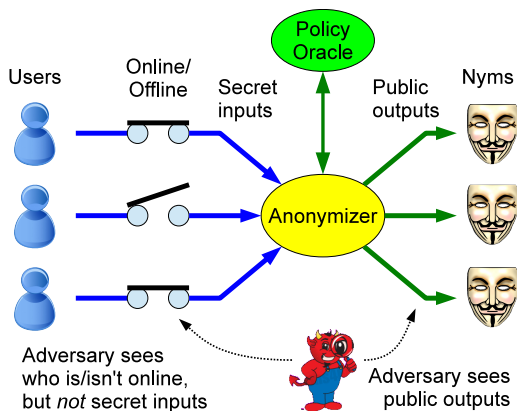 Users
Online/
Offline
Secret
inputs
Policy
Oracle
Public
outputs
Nyms
Anonymizer
Adversary sees
who is/isn't online,
but not secret inputs
Adversary sees
public outputs